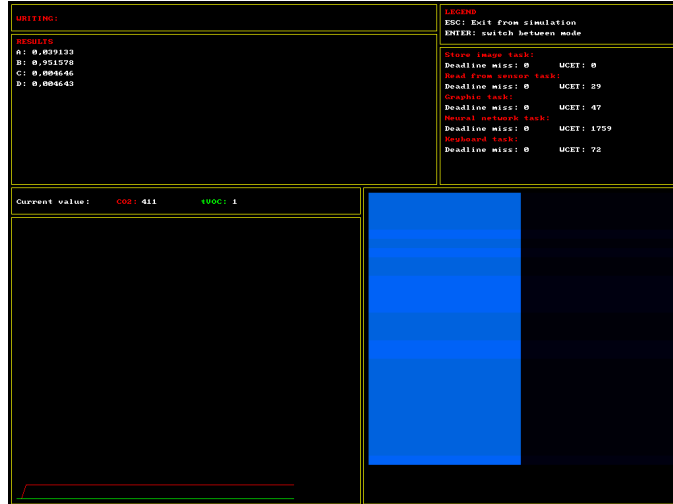 WRITING:
RESULTS
A: 0,039133
B: 0,951578
C: 0,004646
D: 0,004643
LEGEND
ESC: Exit from simulation
ENTER: switch between mode
Store image task:
Deadline miss: 0 WCET: 0
Read from sensor task:
Deadline miss: 0 WCET: 29
Graphic task:
Deadline miss: 0 WCET: 47
Neural network task:
Deadline miss: 0 WCET: 1759
Keyboard task:
Deadline miss: 0 WCET: 72
Current value: CO2: 411 tVOC: 1